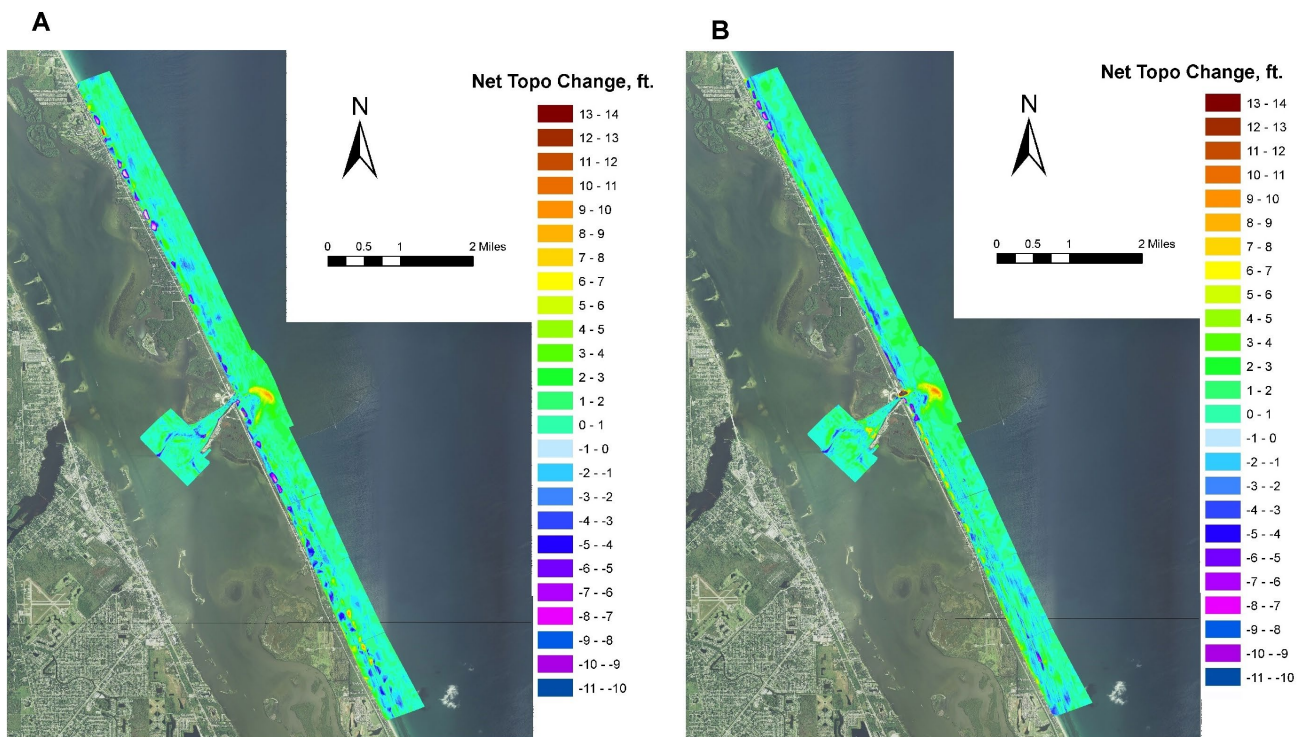 A
Net Topo Change, ft.
N
0 0.5 1 2 Miles
13 - 14
12 - 13
11 - 12
10 - 11
9 - 10
8 - 9
7 - 8
6 - 7
5 - 6
4 - 5
3 - 4
2 - 3
1 - 2
0 - 1
-1 - 0
-2 - -1
-3 - -2
-4 - -3
-5 - -4
-6 - -5
-7 - -6
-8 - -7
-9 - -8
-10 - -9
-11 - -10
B
Net Topo Change, ft.
N
0 0.5 1 2 Miles
13 - 14
12 - 13
11 - 12
10 - 11
9 - 10
8 - 9
7 - 8
6 - 7
5 - 6
4 - 5
3 - 4
2 - 3
1 - 2
0 - 1
-1 - 0
-2 - -1
-3 - -2
-4 - -3
-5 - -4
-6 - -5
-7 - -6
-8 - -7
-9 - -8
-10 - -9
-11 - -10